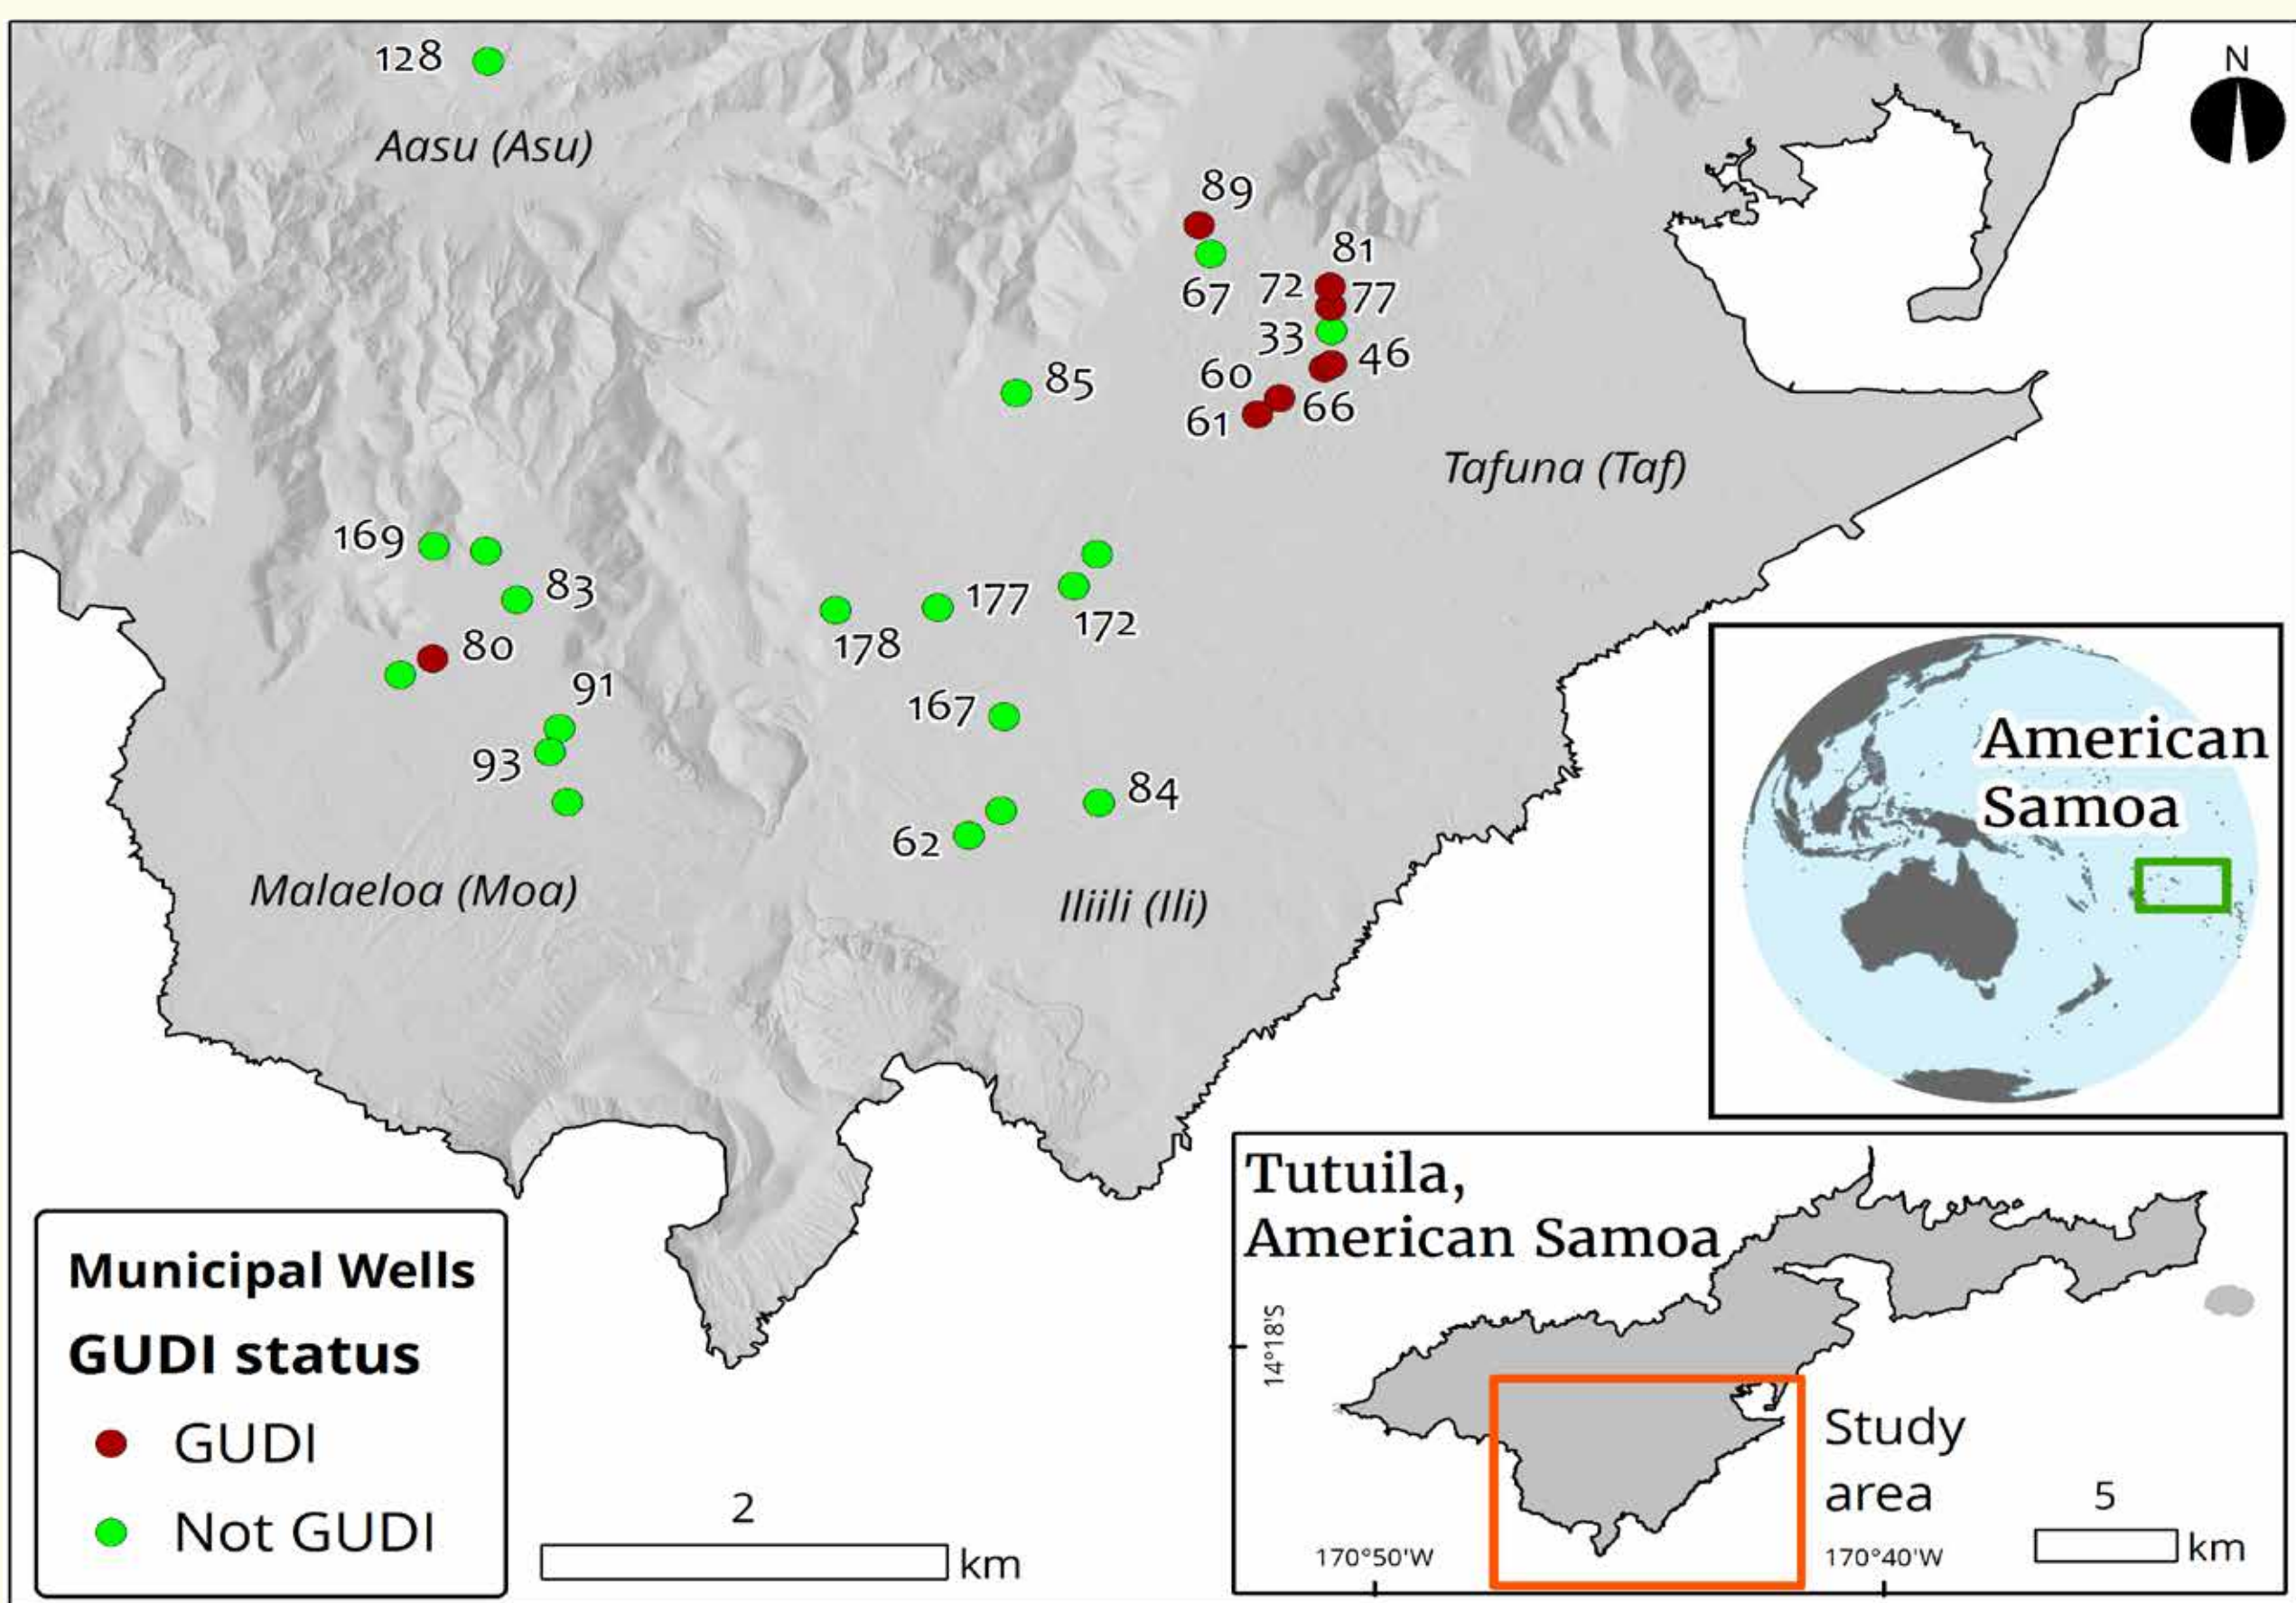 128
Aasu (Asu)
N
89
67
81
72
77
33
46
60
66
61
85
Tafuna (Taf)
169
83
80
91
93
178
177
172
167
84
62
Malaeloa (Moa)
Iliili (Ili)
American
Samoa
Municipal Wells
GUDI status
GUDI
Not GUDI
2
km
Tutuila,
American Samoa
14°18'S
Study
area
170°50'W
170°40'W
5
km